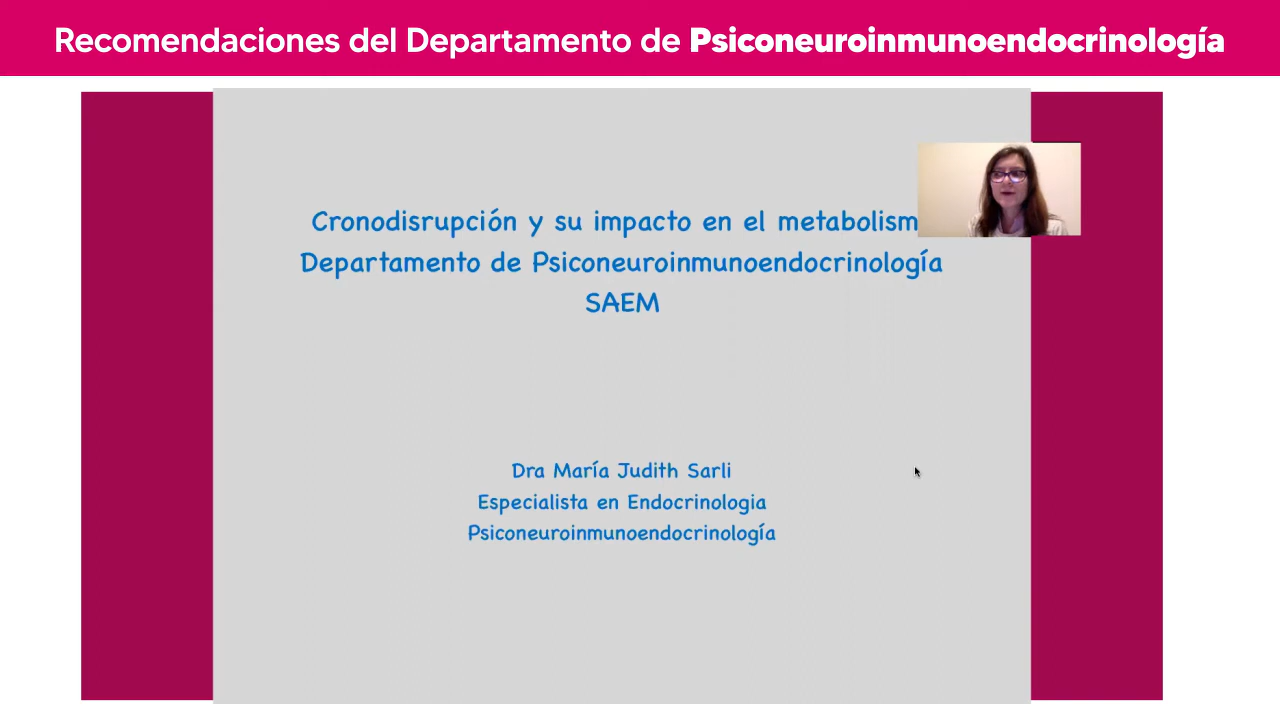 Recomendaciones del Departamento de Psiconeuroinmunoendocrinología
Cronodisrupción y su impacto en el metabolism
Departamento de Psiconeuroinmunoendocrinología
SAEM
Dra María Judith Sarli
Especialista en Endocrinologia
Psiconeuroinmunoendocrinología